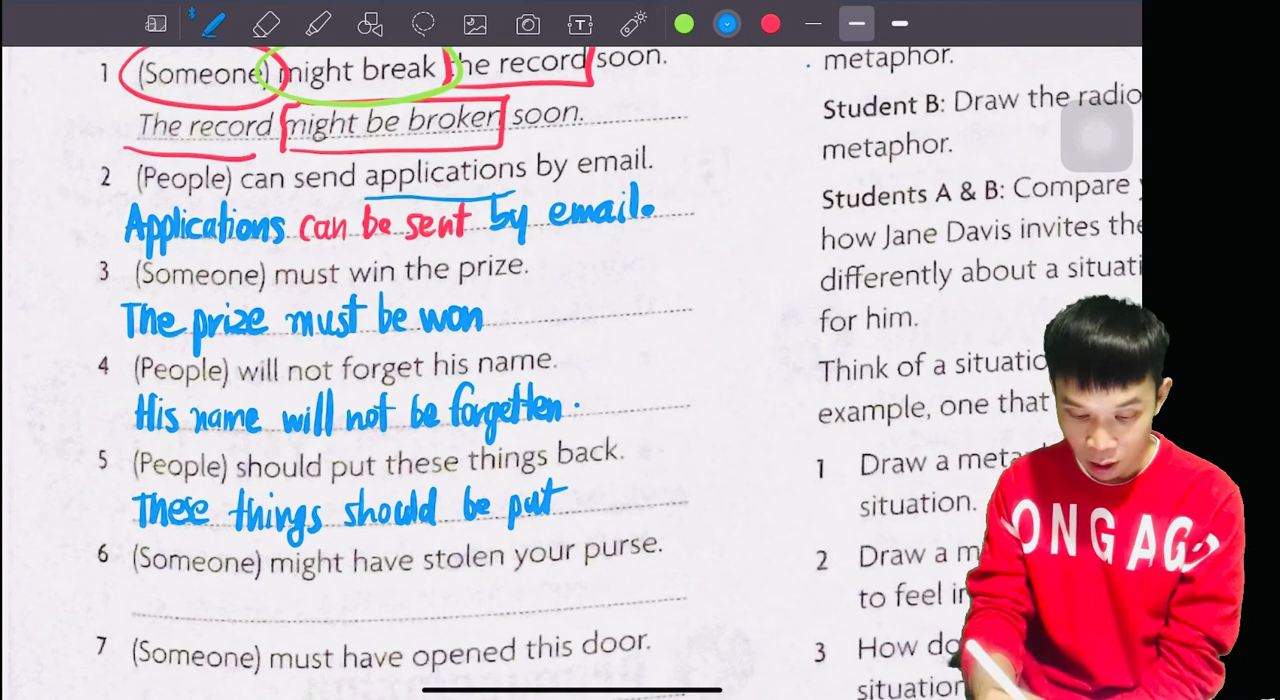 1 (Someone) might break the record soon.
The record might be broken soon.
2 (People) can send applications by email.
Applications can be sent by email.
3 (Someone) must win the prize.
The prize must be won
4 (People) will not forget his name.
His name will not be forgetten.
5 (People) should put these things back.
These things should be put
6 (Someone) might have stolen your purse.
7 (Someone) must have opened this door.
metaphor.
Student B: Draw the radio
metaphor.
Students A & B: Compare
how Jane Davis invites the
differently about a situati
for him.
Think of a situatio
example, one that
1 Draw a meta
situation.
2 Draw a m
to feel in
3 How do
situation
ONGAG
T